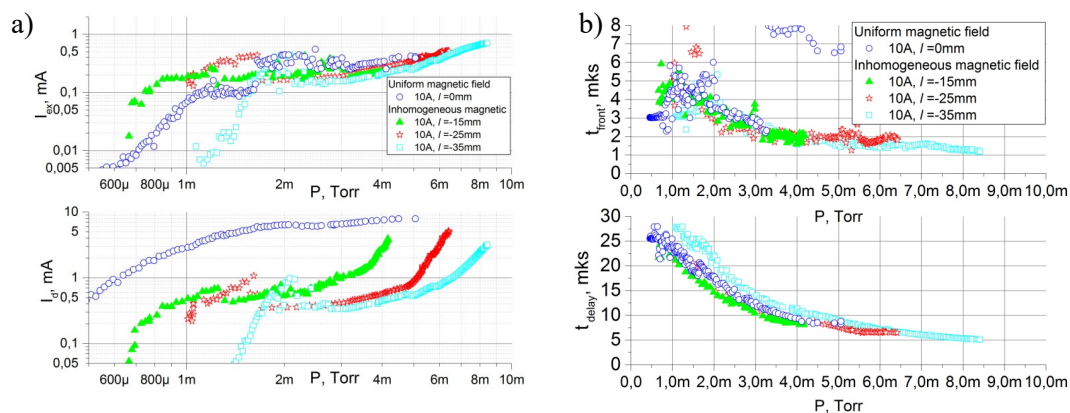 a)
1
0,5
0,1
0,05
0,01
0,005
I_ex, mA
Uniform magnetic field
10A, l =0mm
Inhomogeneous magnetic
10A, l =-15mm
10A, l =-25mm
10A, l =-35mm
600µ 800µ 1m 2m 4m 6m 8m 10m
P, Torr
10
5
1
0,5
0,1
0,05
I_d, mA
600µ 800µ 1m 2m 4m 6m 8m 10m
P, Torr
b)
8
7
6
5
4
3
2
1
0
t_front, mks
Uniform magnetic field
10A, l =0mm
Inhomogeneous magnetic field
10A, l =-15mm
10A, l =-25mm
10A, l =-35mm
0,0 1,0m 2,0m 3,0m 4,0m 5,0m 6,0m 7,0m 8,0m 9,0m 10,0m
P, Torr
30
25
20
15
10
5
0
t_delay, mks
0,0 1,0m 2,0m 3,0m 4,0m 5,0m 6,0m 7,0m 8,0m 9,0m 10,0m
P, Torr